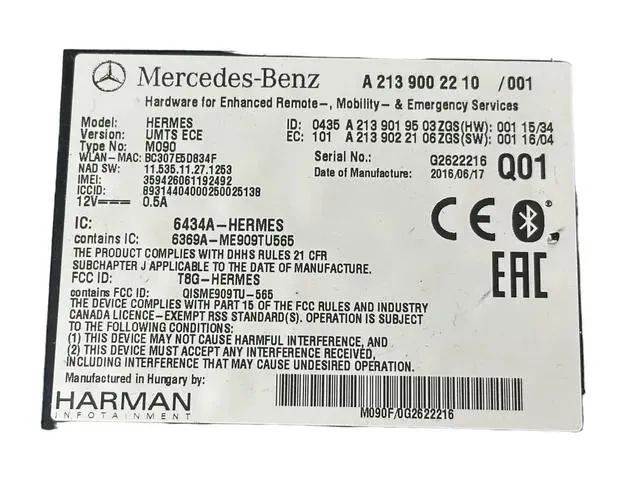 Mercedes-Benz A 213 900 22 10 /001
Hardware for Enhanced Remote-, Mobility- & Emergency Services
Model: HERMES ID: 0435 A 213 901 95 03 ZGS(HW): 001 15/34
Version: UMTS ECE EC: 101 A 213 902 21 06 ZGS(SW): 001 16/04
Type No: M090
WLAN-MAC: BC307E5D834F Serial No.: G2622216 Q01
NAD SW: 11.535.11.27.1253 Date of Manufacture: 2016/06/17
IMEI: 359426061192492
ICCID: 89314404000250025138
12V⎓ 0.5A
IC: 6434A-HERMES
contains IC: 6369A-ME909TU565
THE PRODUCT COMPLIES WITH DHHS RULES 21 CFR
SUBCHAPTER J APPLICABLE TO THE DATE OF MANUFACTURE.
FCC ID: T8G-HERMES
contains FCC ID: QISME909TU-565
THE DEVICE COMPLIES WITH PART 15 OF THE FCC RULES AND INDUSTRY
CANADA LICENCE-EXEMPT RSS STANDARD(S). OPERATION IS SUBJECT
TO THE FOLLOWING TWO CONDITIONS:
(1) THIS DEVICE MAY NOT CAUSE HARMFUL INTERFERENCE, AND
(2) THIS DEVICE MUST ACCEPT ANY INTERFERENCE RECEIVED,
INCLUDING INTERFERENCE THAT MAY CAUSE UNDESIRED OPERATION.
CE
EAC
Manufactured in Hungary by:
HARMAN
INFOTAINMENT
M090F/0G2622216